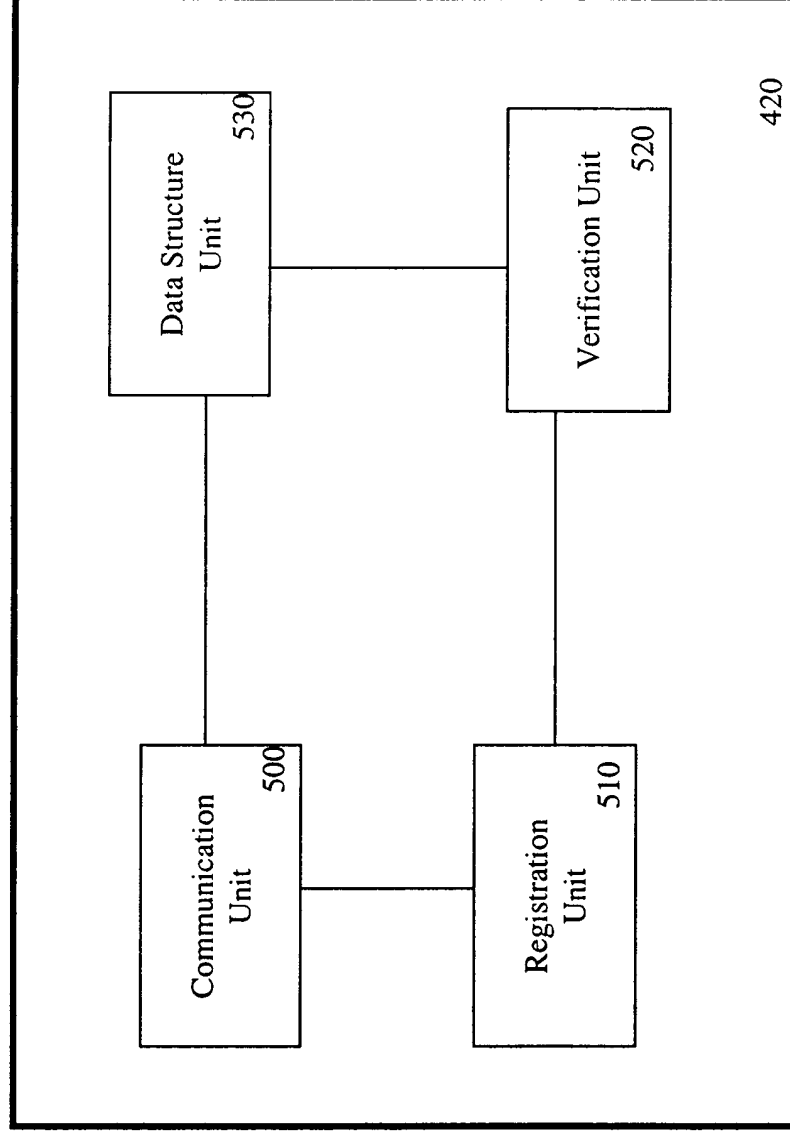 Communication
Unit
500
Data Structure
Unit
530
Registration
Unit
510
Verification Unit
520
420